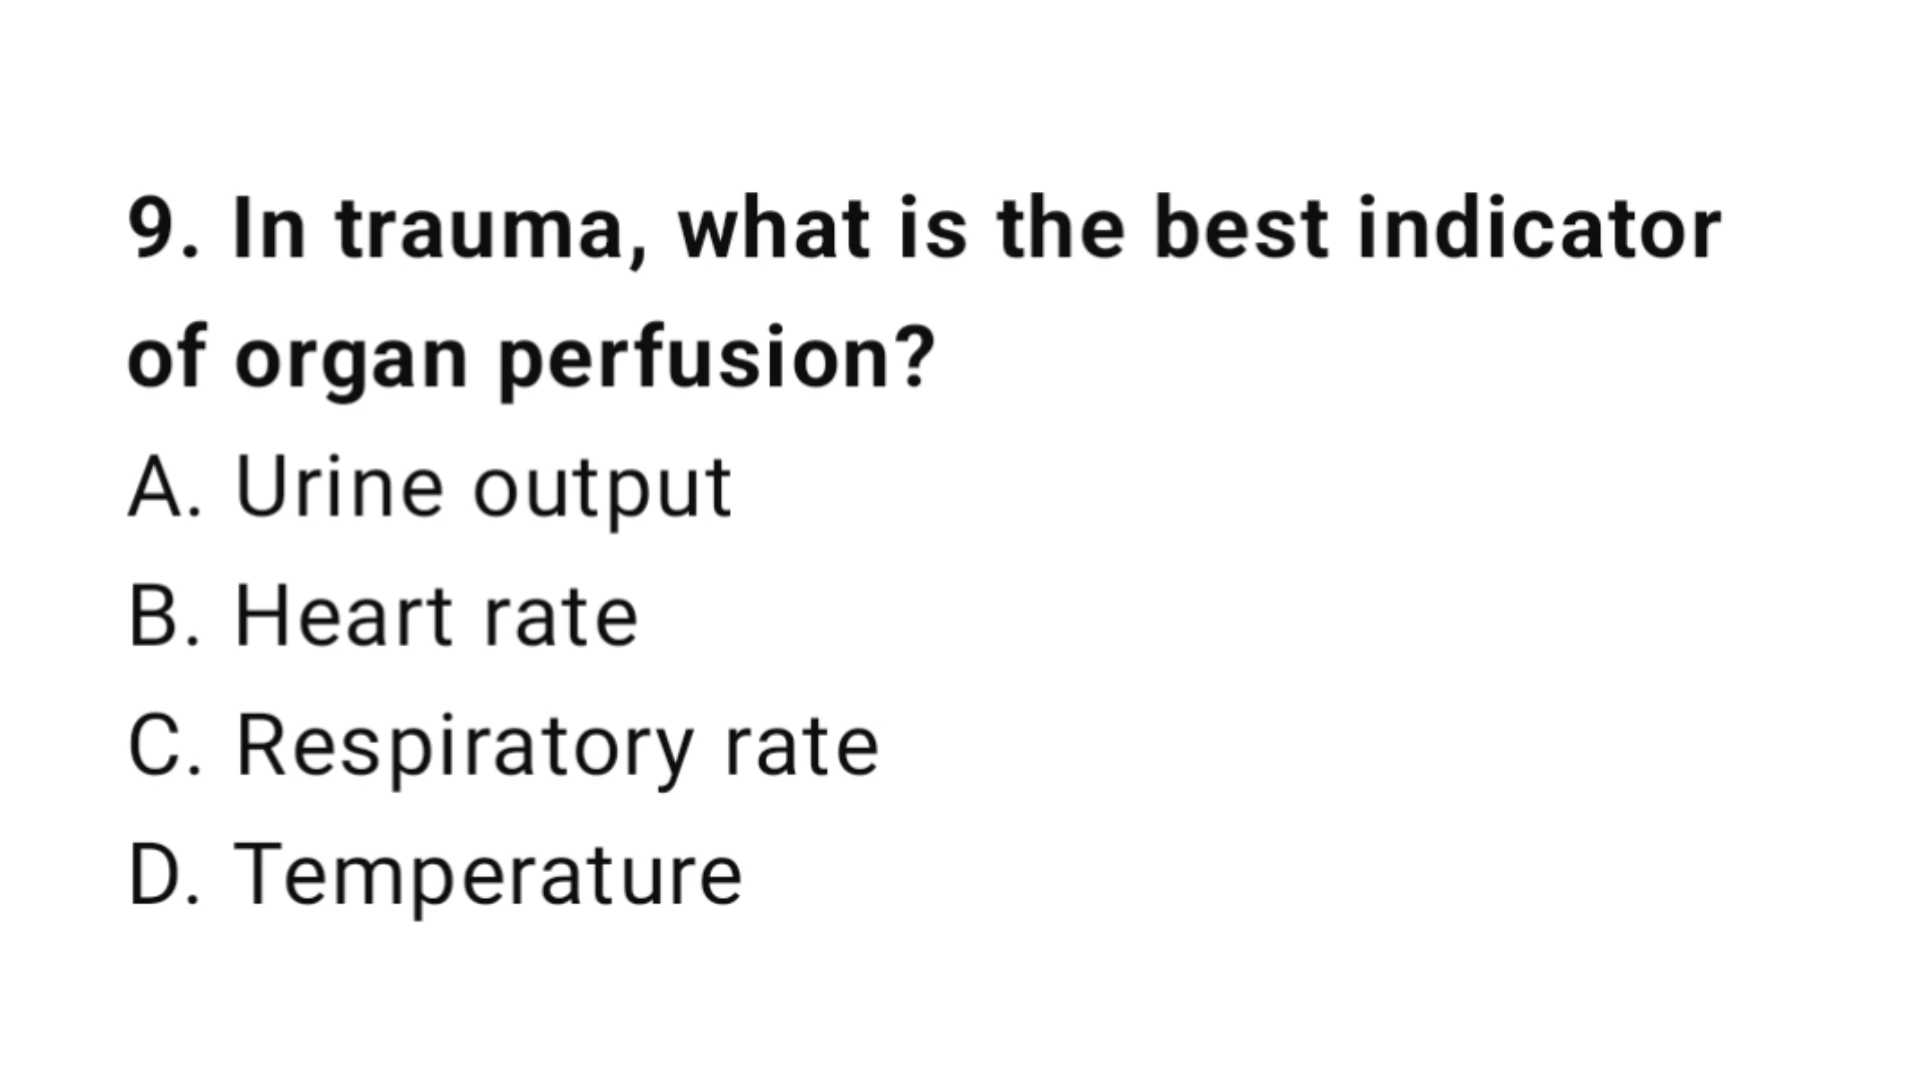 9. In trauma, what is the best indicator
of organ perfusion?
A. Urine output
B. Heart rate
C. Respiratory rate
D. Temperature